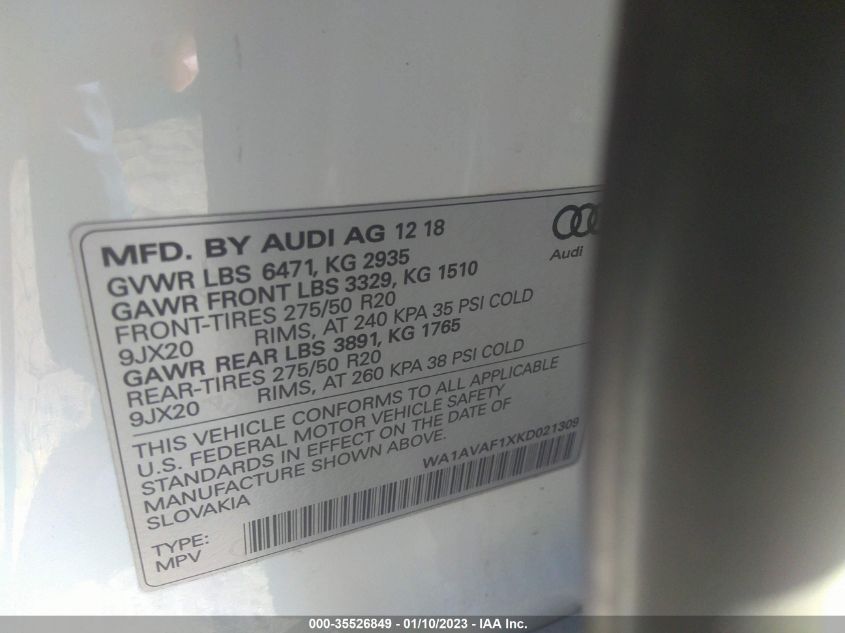 MFD. BY AUDI AG 12 18
Audi
GVWR LBS 6471, KG 2935
GAWR FRONT LBS 3329, KG 1510
FRONT-TIRES 275/50 R20
9JX20 RIMS, AT 240 KPA 35 PSI COLD
GAWR REAR LBS 3891, KG 1765
REAR-TIRES 275/50 R20
9JX20 RIMS, AT 260 KPA 38 PSI COLD
THIS VEHICLE CONFORMS TO ALL APPLICABLE
U.S. FEDERAL MOTOR VEHICLE SAFETY
STANDARDS IN EFFECT ON THE DATE OF
MANUFACTURE SHOWN ABOVE.
SLOVAKIA
WA1AVAF1XKD021309
TYPE:
MPV
000-35526849 - 01/10/2023 - IAA Inc.